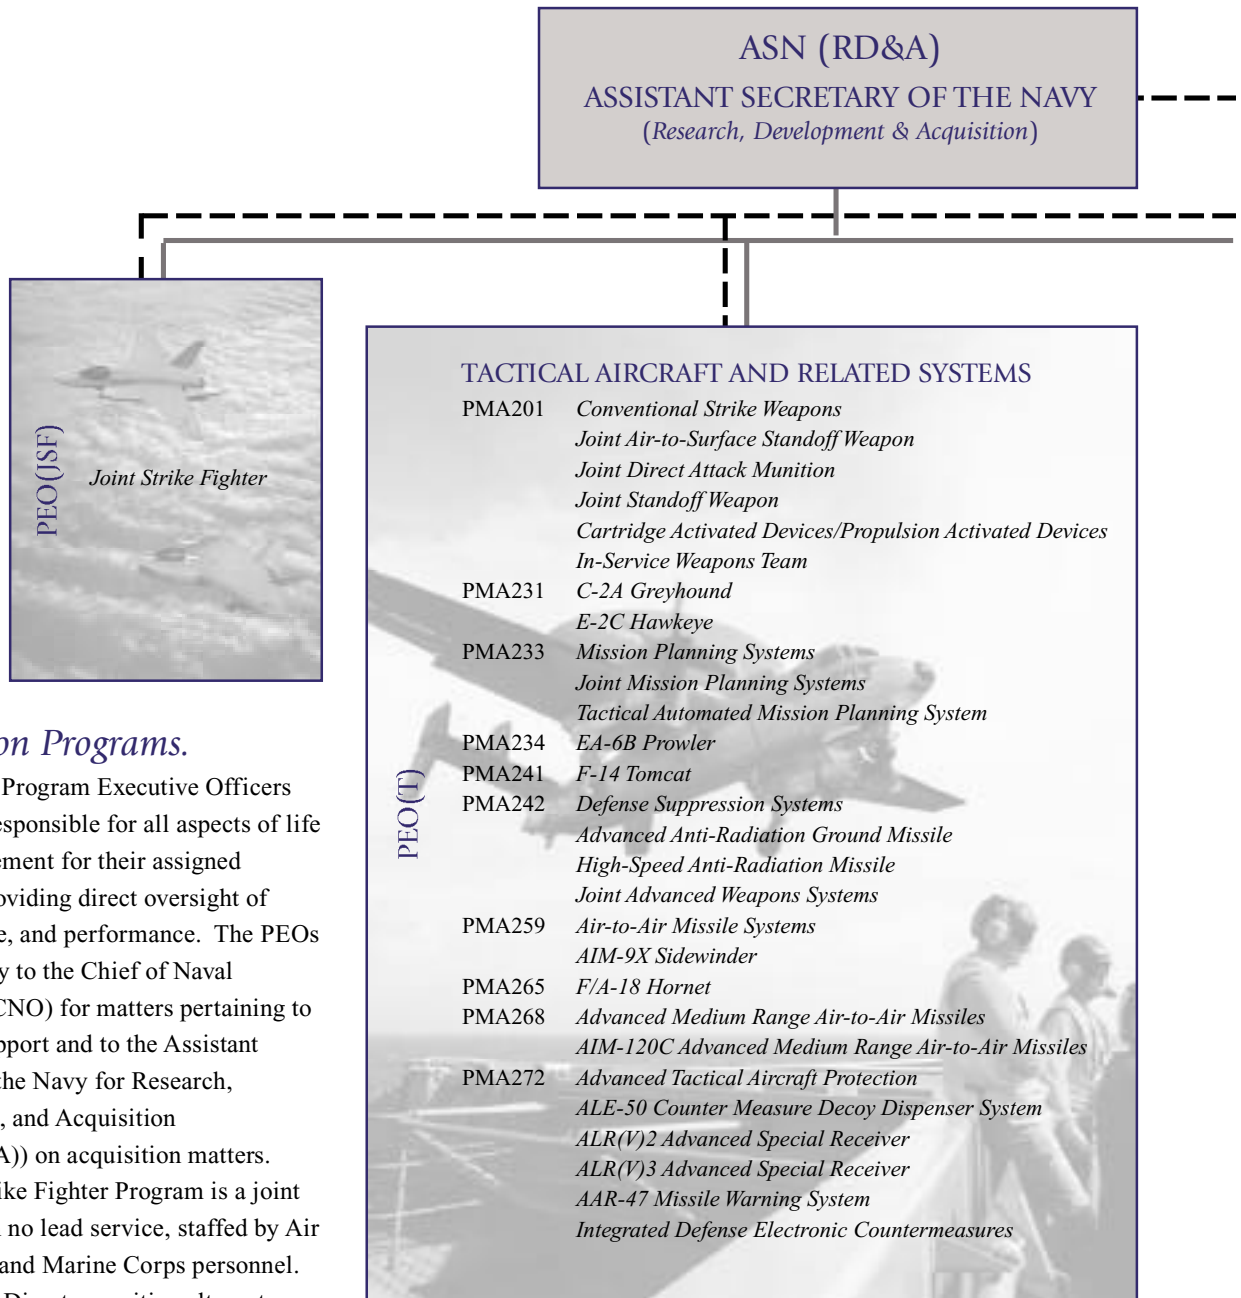 ASN (RD&A)
ASSISTANT SECRETARY OF THE NAVY
(Research, Development & Acquisition)
PEO(JSF)
Joint Strike Fighter
TACTICAL AIRCRAFT AND RELATED SYSTEMS
PMA201 Conventional Strike Weapons
Joint Air-to-Surface Standoff Weapon
Joint Direct Attack Munition
Joint Standoff Weapon
Cartridge Activated Devices/Propulsion Activated Devices
In-Service Weapons Team
PMA231 C-2A Greyhound
E-2C Hawkeye
PMA233 Mission Planning Systems
Joint Mission Planning Systems
Tactical Automated Mission Planning System
PMA234 EA-6B Prowler
PMA241 F-14 Tomcat
PMA242 Defense Suppression Systems
Advanced Anti-Radiation Ground Missile
High-Speed Anti-Radiation Missile
Joint Advanced Weapons Systems
PMA259 Air-to-Air Missile Systems
AIM-9X Sidewinder
PMA265 F/A-18 Hornet
PMA268 Advanced Medium Range Air-to-Air Missiles
AIM-120C Advanced Medium Range Air-to-Air Missiles
PMA272 Advanced Tactical Aircraft Protection
ALE-50 Counter Measure Decoy Dispenser System
ALR(V)2 Advanced Special Receiver
ALR(V)3 Advanced Special Receiver
AAR-47 Missile Warning System
Integrated Defense Electronic Countermeasures
PEO(T)
on Programs.
Program Executive Officers
esponsible for all aspects of life
ement for their assigned
oviding direct oversight of
e, and performance. The PEOs
y to the Chief of Naval
CNO) for matters pertaining to
pport and to the Assistant
the Navy for Research,
, and Acquisition
A)) on acquisition matters.
ike Fighter Program is a joint
no lead service, staffed by Air
and Marine Corps personnel.